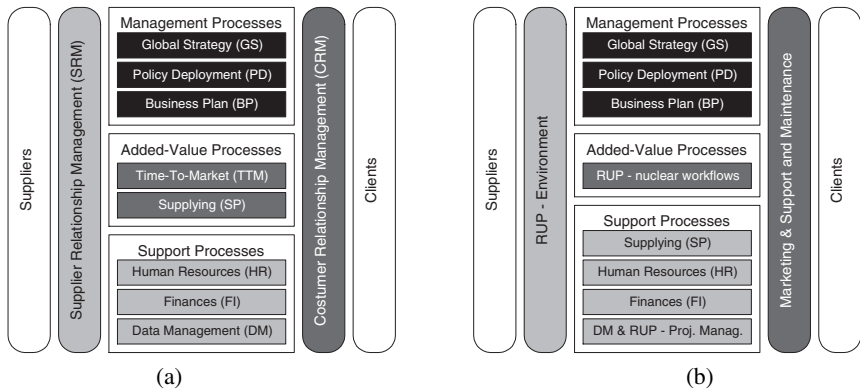 Suppliers
Supplier Relationship Management (SRM)
Management Processes
Global Strategy (GS)
Policy Deployment (PD)
Business Plan (BP)
Added-Value Processes
Time-To-Market (TTM)
Supplying (SP)
Support Processes
Human Resources (HR)
Finances (FI)
Data Management (DM)
Costumer Relationship Management (CRM)
Clients
(a)
Suppliers
RUP - Environment
Management Processes
Global Strategy (GS)
Policy Deployment (PD)
Business Plan (BP)
Added-Value Processes
RUP - nuclear workflows
Support Processes
Supplying (SP)
Human Resources (HR)
Finances (FI)
DM & RUP - Proj. Manag.
Marketing & Support and Maintenance
Clients
(b)